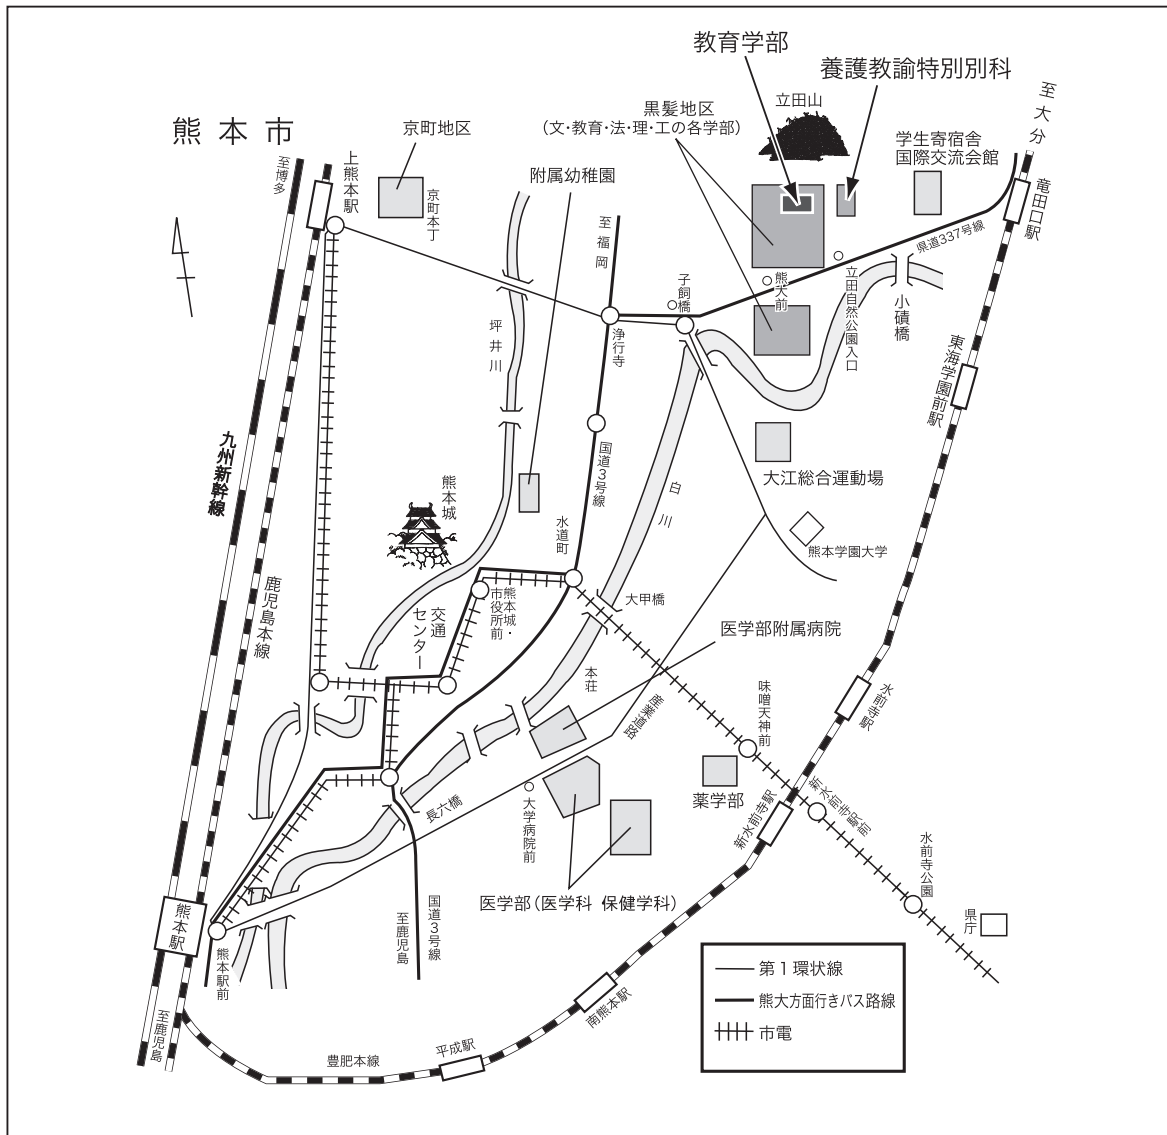 教育学部
養護教諭特別別科
立田山
黒髪地区
(文・教育・法・理・工の各学部)
至大分
熊本市
京町地区
学生寄宿舎
国際交流会館
上熊本駅
至博多
附属幼稚園
京町本丁
竜田口駅
至福岡
県道337号線
子飼橋
熊大前
立田自然公園入口
小磧橋
坪井川
浄行寺
東海学園前駅
九州新幹線
国道3号線
大江総合運動場
熊本城
白川
水道町
熊本学園大学
鹿児島本線
熊本城・
市役所前
交通
センター
大甲橋
医学部附属病院
本荘
産業道路
味噌天神前
水前寺駅
薬学部
新水前寺駅
新水前寺駅前
長六橋
大学病院前
水前寺公園
医学部(医学科 保健学科)
県庁
熊本駅
熊本駅前
至鹿児島
国道3号線
第1環状線
熊大方面行きバス路線
市電
南熊本駅
至鹿児島
豊肥本線
平成駅